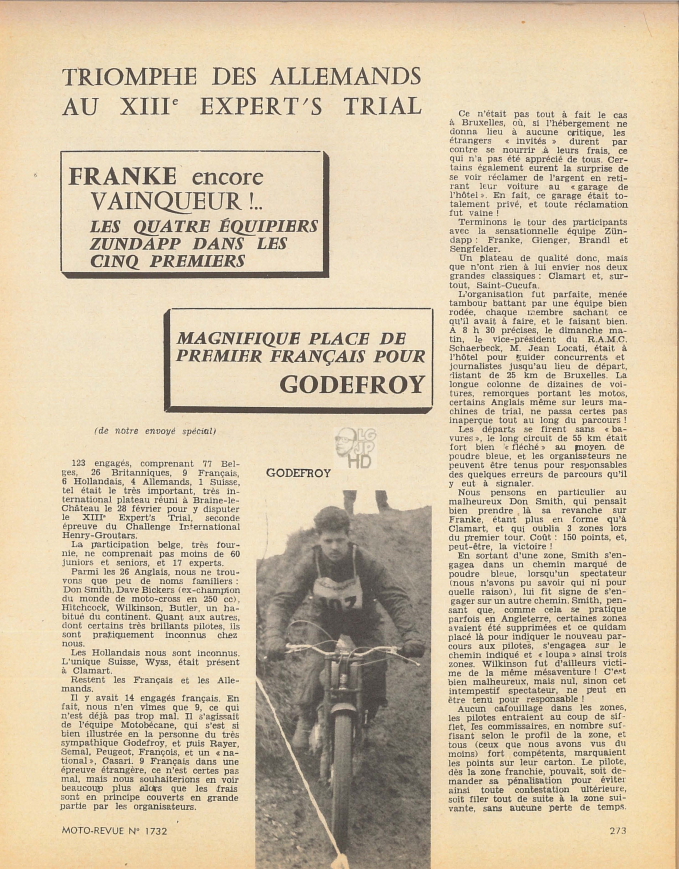 TRIOMPHE DES ALLEMANDS
AU XIIIe EXPERT'S TRIAL
FRANKE encore
VAINQUEUR !..
LES QUATRE ÉQUIPIERS
ZUNDAPP DANS LES
CINQ PREMIERS
MAGNIFIQUE PLACE DE
PREMIER FRANÇAIS POUR
GODEFROY
(de notre envoyé spécial)
123 engagés, comprenant 77 Bel-
ges, 26 Britanniques, 9 Français,
6 Hollandais, 4 Allemands, 1 Suisse,
tel était le très important, très in-
ternational plateau réuni à Braine-le-
Château le 28 février pour y disputer
le XIIIe Expert's Trial, seconde
épreuve du Challenge International
Henry-Groutars.
La participation belge, très four-
nie, ne comprenait pas moins de 60
juniors et seniors, et 17 experts.
Parmi les 26 Anglais, nous ne trou-
vons que peu de noms familiers :
Don Smith, Dave Bickers (ex-champion
du monde de moto-cross en 250 cc),
Hitchcock, Wilkinson, Butler, un ha-
bitué du continent. Quant aux autres,
dont certains très brillants pilotes, ils
sont pratiquement inconnus chez
nous.
Les Hollandais nous sont inconnus.
L'unique Suisse, Wyss, était présent
à Clamart.
Restent les Français et les Alle-
mands.
Il y avait 14 engagés français. En
fait, nous n'en vîmes que 9, ce qui
n'est déjà pas trop mal. Il s'agissait
de l'équipe Motobécane, qui s'est si
bien illustrée en la personne du très
sympathique Godefroy, et puis Rayer,
Semal, Peugeot, François, et un « na-
tional », Casari. 9 Français dans une
épreuve étrangère, ce n'est certes pas
mal, mais nous souhaiterions en voir
beaucoup plus alors que les frais
sont en principe couverts en grande
partie par les organisateurs.
GODEFROY
LG
JP
HD
17
Ce n'était pas tout à fait le cas
à Bruxelles, où, si l'hébergement ne
donna lieu à aucune critique, les
étrangers « invités » durent par
contre se nourrir à leurs frais, ce
qui n'a pas été apprécié de tous. Cer-
tains également eurent la surprise de
se voir réclamer de l'argent en reti-
rant leur voiture au « garage de
l'hôtel ». En fait, ce garage était to-
talement privé, et toute réclamation
fut vaine !
Terminons le tour des participants
avec la sensationnelle équipe Zün-
dapp : Franke, Gienger, Brandl et
Sengfelder.
Un plateau de qualité donc, mais
que n'ont rien à lui envier nos deux
grandes classiques : Clamart et, sur-
tout, Saint-Cucufa.
L'organisation fut parfaite, menée
tambour battant par une équipe bien
rodée, chaque membre sachant ce
qu'il avait à faire, et le faisant bien.
A 8 h 30 précises, le dimanche ma-
tin, le vice-président du R.A.M.C.
Schaerbeck, M. Jean Locati, était à
l'hôtel pour guider concurrents et
journalistes jusqu'au lieu de départ,
distant de 25 km de Bruxelles. La
longue colonne de dizaines de voi-
tures, remorques portant les motos,
certains Anglais même sur leurs ma-
chines de trial, ne passa certes pas
inaperçue tout au long du parcours !
Les départs se firent sans « ba-
vures », le long circuit de 55 km était
fort bien « fléché » au moyen de
poudre bleue, et les organisateurs ne
peuvent être tenus pour responsables
des quelques erreurs de parcours qu'il
y eut à signaler.
Nous pensons en particulier au
malheureux Don Smith, qui pensait
bien prendre là sa revanche sur
Franke, étant plus en forme qu'à
Clamart, et qui oublia 3 zones lors
du premier tour. Coût : 150 points, et,
peut-être, la victoire !
En sortant d'une zone, Smith s'en-
gagea dans un chemin marqué de
poudre bleue, lorsqu'un spectateur
(nous n'avons pu savoir qui ni pour
quelle raison), lui fit signe de s'en-
gager sur un autre chemin. Smith, pen-
sant que, comme cela se pratique
parfois en Angleterre, certaines zones
avaient été supprimées et ce quidam
placé là pour indiquer le nouveau par-
cours aux pilotes, s'engagea sur le
chemin indiqué et « loupa » ainsi trois
zones. Wilkinson fut d'ailleurs victi-
me de la même mésaventure ! C'est
bien malheureux, mais nul, sinon cet
intempestif spectateur, ne peut en
être tenu pour responsable !
Aucun cafouillage dans les zones,
les pilotes entraient au coup de sif-
flet, les commissaires, en nombre suf-
fisant selon le profil de la zone, et
tous (ceux que nous avons vus du
moins) fort compétents, marquaient
les points sur leur carton. Le pilote,
dès la zone franchie, pouvait, soit de-
mander sa pénalisation pour éviter
ainsi toute contestation ultérieure,
soit filer tout de suite à la zone sui-
vante, sans aucune perte de temps.
MOTO-REVUE N° 1732
273